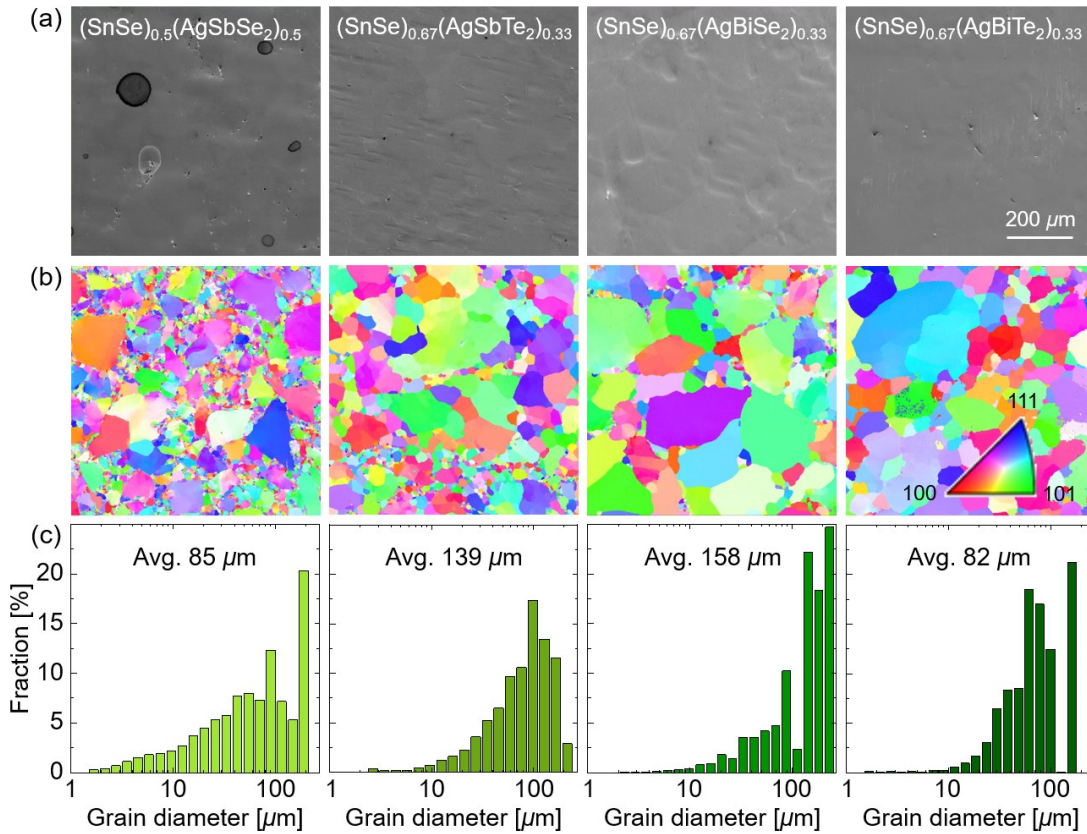 (a)
(SnSe)0.5(AgSbSe2)0.5
(SnSe)0.67(AgSbTe2)0.33
(SnSe)0.67(AgBiSe2)0.33
(SnSe)0.67(AgBiTe2)0.33
200 µm
(b)
111
100
101
(c)
Avg. 85 µm
Avg. 139 µm
Avg. 158 µm
Avg. 82 µm
Fraction [%]
20
15
10
5
0
1 10 100
1 10 100
1 10 100
1 10 100
Grain diameter [µm]
Grain diameter [µm]
Grain diameter [µm]
Grain diameter [µm]